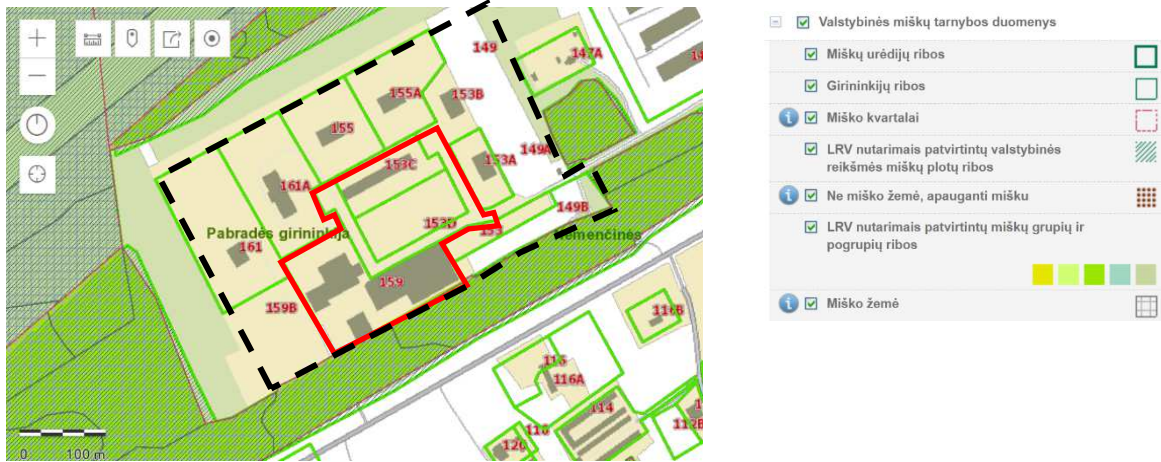 149
147A
155A
153B
155
149A
153A
153C
161A
149B
153D
Pabradės girininkija
Nemenčinės
161
159
159B
116B
116A
114
116
120
0 100 m
Valstybinės miškų tarnybos duomenys
Miškų urėdijų ribos
Girininkijų ribos
Miško kvartalai
LRV nutarimais patvirtintų valstybinės
reikšmės miškų plotų ribos
Ne miško žemė, apauganti mišku
LRV nutarimais patvirtintų miškų grupių ir
pogrupių ribos
Miško žemė